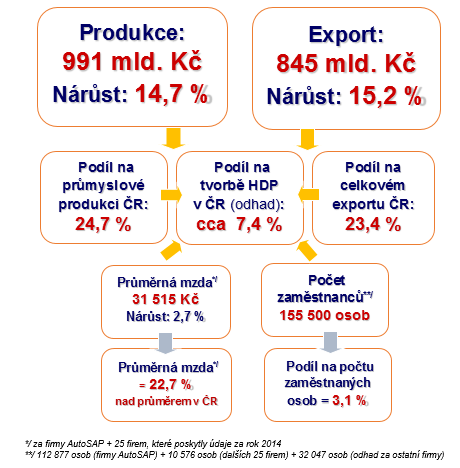 Produkce:
991 mld. Kč
Nárůst: 14,7 %
Export:
845 mld. Kč
Nárůst: 15,2 %
Podíl na
průmyslové
produkci ČR:
24,7 %
Podíl na
tvorbě HDP
v ČR (odhad):
cca 7,4 %
Podíl na
celkovém
exportu ČR:
23,4 %
Průměrná mzda*/
31 515 Kč
Nárůst: 2,7 %
Počet
zaměstnanců**/
155 500 osob
Průměrná mzda*/
= 22,7 %
nad průměrem v ČR
Podíl na počtu
zaměstnaných
osob = 3,1 %
*/ za firmy AutoSAP + 25 firem, které poskytly údaje za rok 2014
**/ 112 877 osob (firmy AutoSAP) + 10 576 osob (dalších 25 firem) + 32 047 osob (odhad za ostatní firmy)